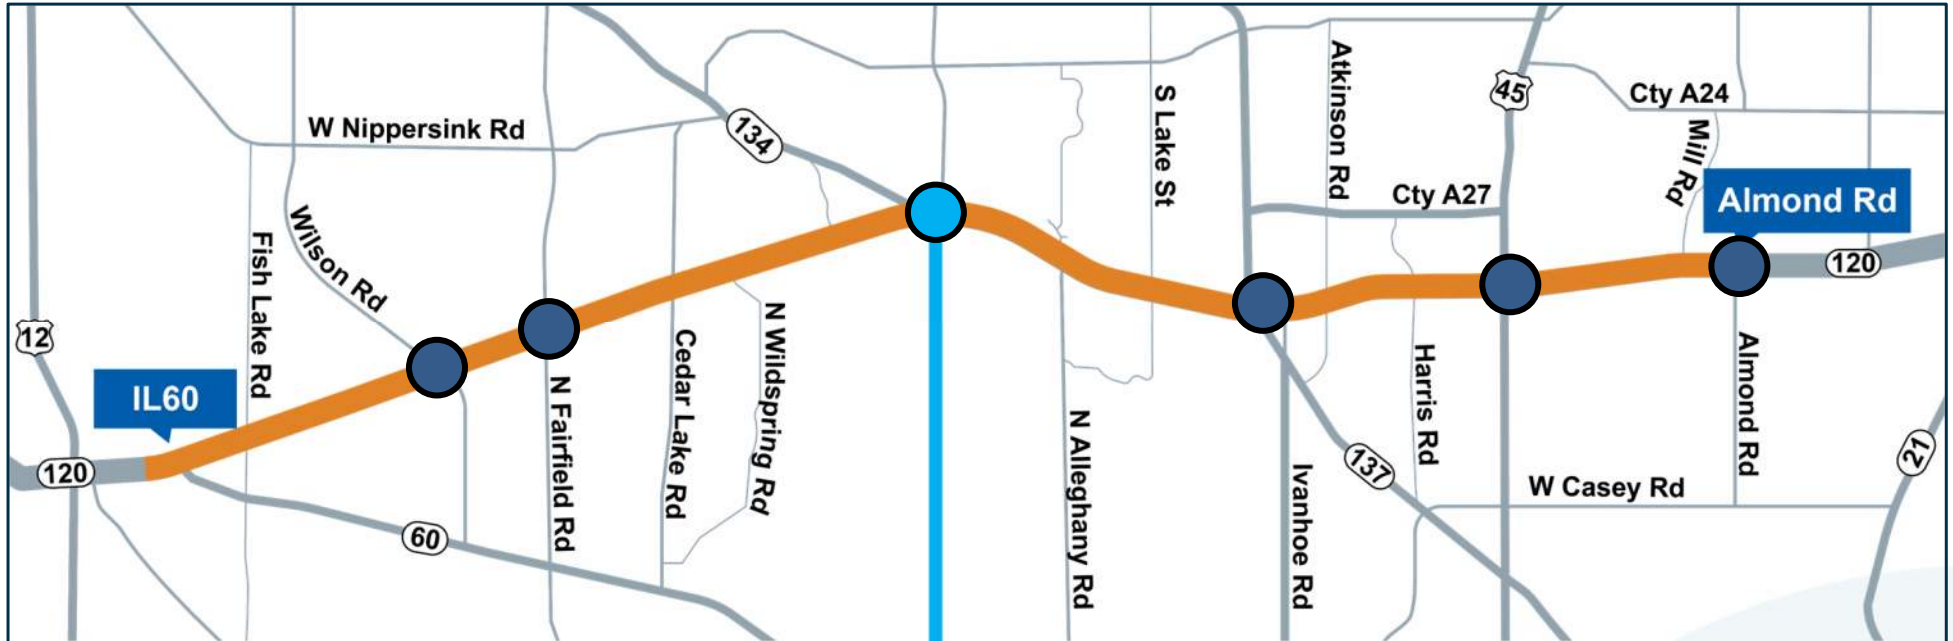 W Nippersink Rd
134
S Lake St
Atkinson Rd
45
Cty A24
Mill Rd
Cty A27
Almond Rd
120
Fish Lake Rd
Wilson Rd
12
IL60
120
60
N Fairfield Rd
Cedar Lake Rd
N Wildspring Rd
N Alleghany Rd
Ivanhoe Rd
137
Harris Rd
W Casey Rd
Almond Rd
21